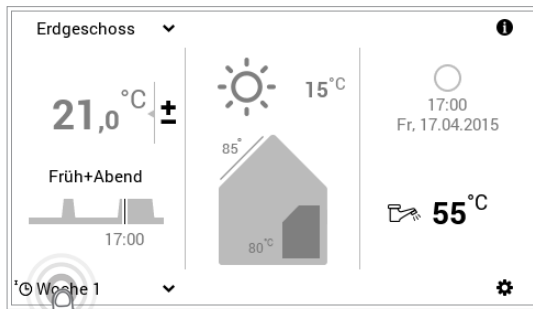 Erdgeschoss
21,0 °C ±
Früh+Abend
17:00
Woche 1
15°C
85°
80°C
17:00
Fr, 17.04.2015
55°C